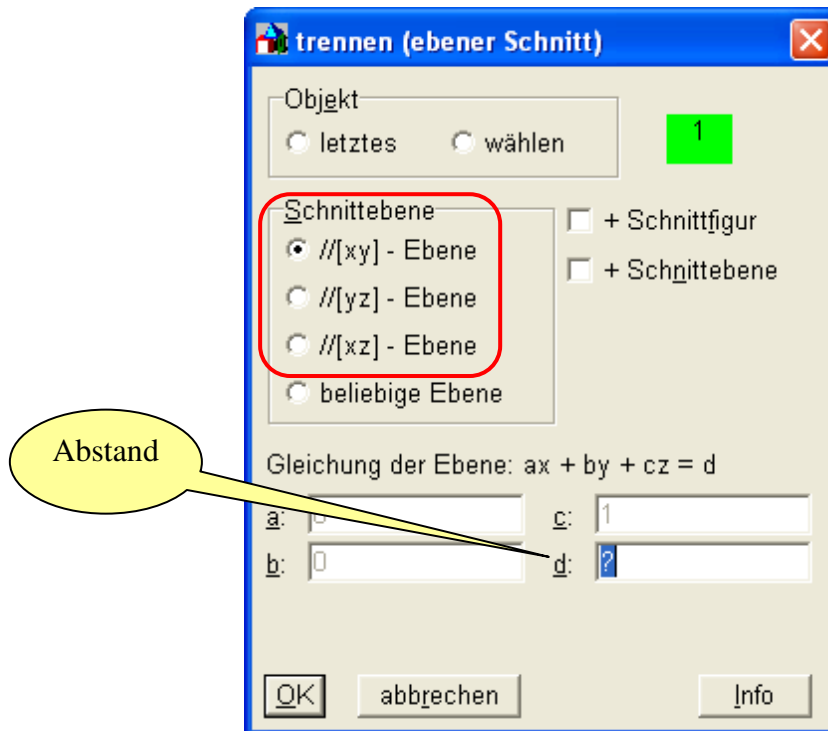 trennen (ebener Schnitt)
Objekt
letztes wählen
1
Schnittebene
//[xy] - Ebene
//[yz] - Ebene
//[xz] - Ebene
beliebige Ebene
+ Schnittfigur
+ Schnittebene
Abstand
Gleichung der Ebene: ax + by + cz = d
a: c: 1
b: 0 d: ?
OK abbrechen Info